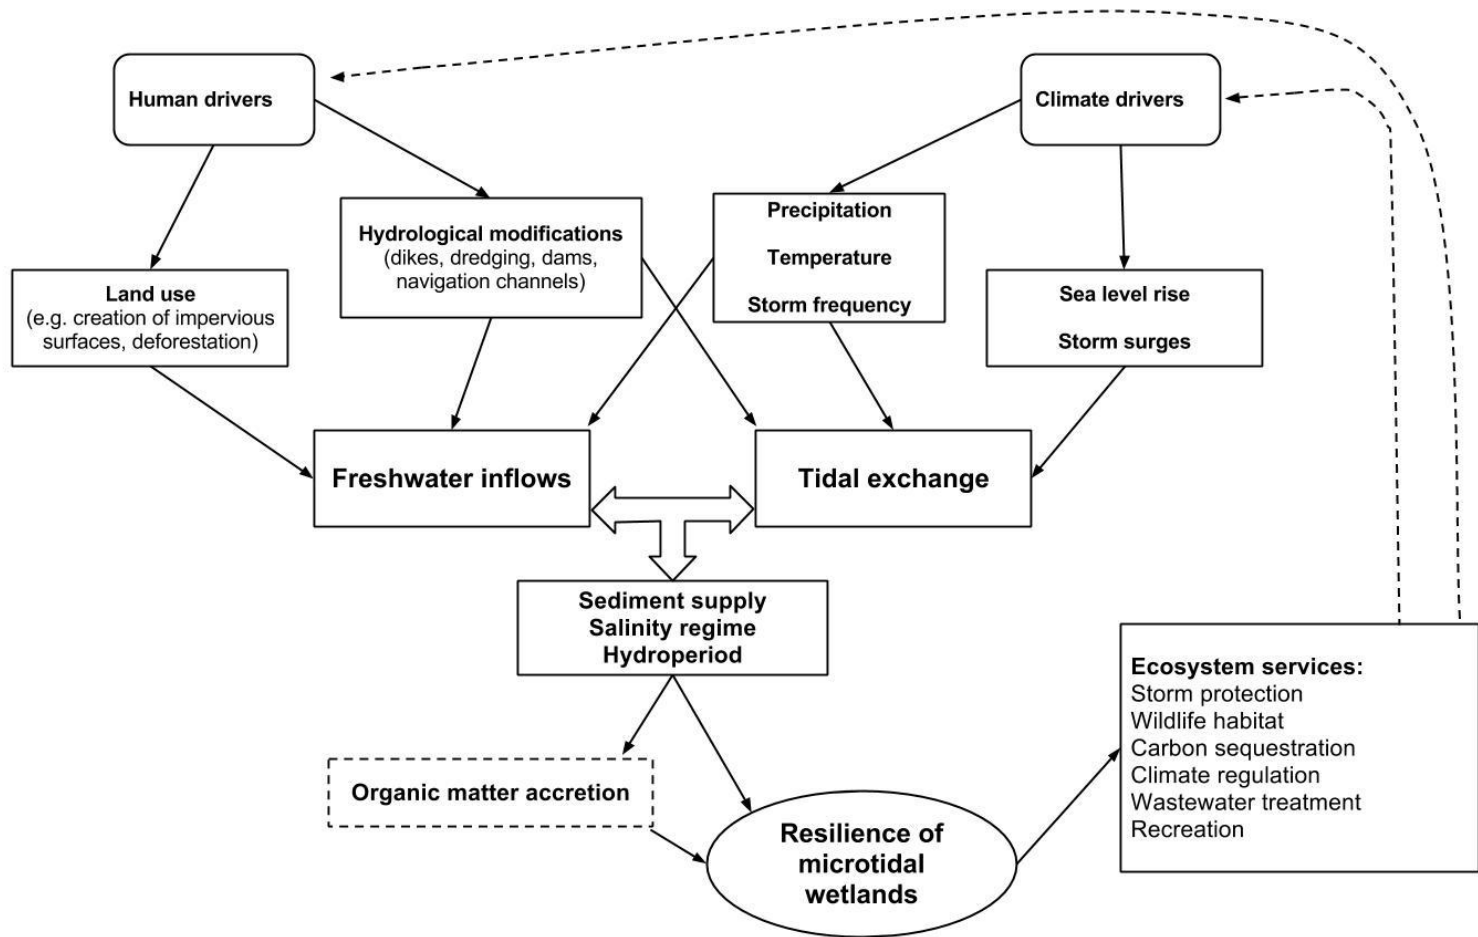 Human drivers
Climate drivers
Hydrological modifications
(dikes, dredging, dams,
navigation channels)
Precipitation
Temperature
Storm frequency
Land use
(e.g. creation of impervious
surfaces, deforestation)
Sea level rise
Storm surges
Freshwater inflows
Tidal exchange
Sediment supply
Salinity regime
Hydroperiod
Organic matter accretion
Resilience of
microtidal
wetlands
Ecosystem services:
Storm protection
Wildlife habitat
Carbon sequestration
Climate regulation
Wastewater treatment
Recreation